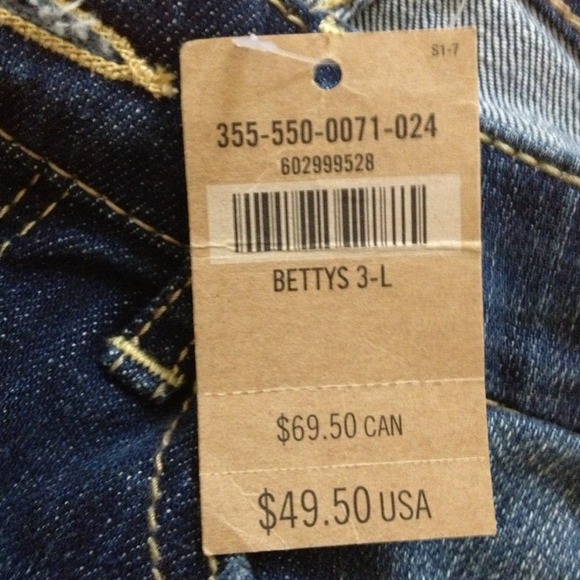 S1-7
355-550-0071-024
602999528
BETTYS 3-L
$69.50 CAN
$49.50 USA